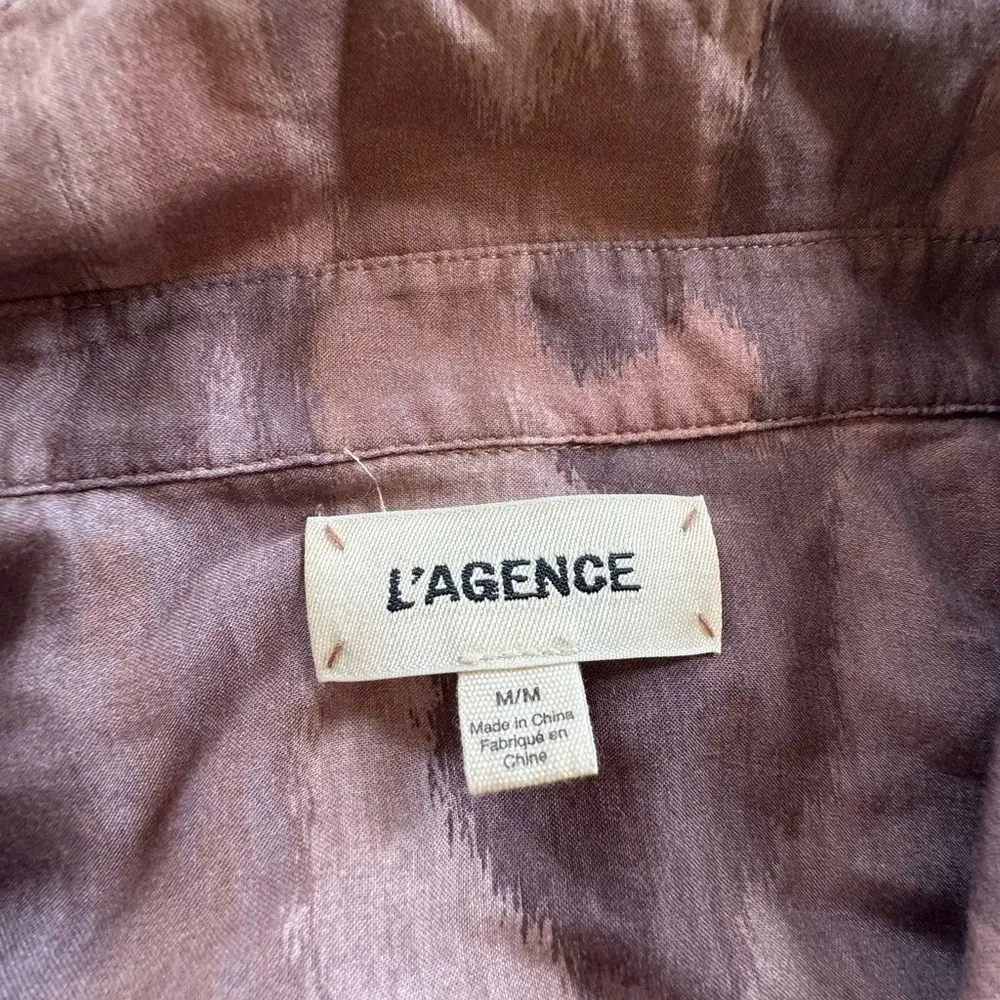 L'AGENCE
M/M
Made in China
Fabriqué en
Chine